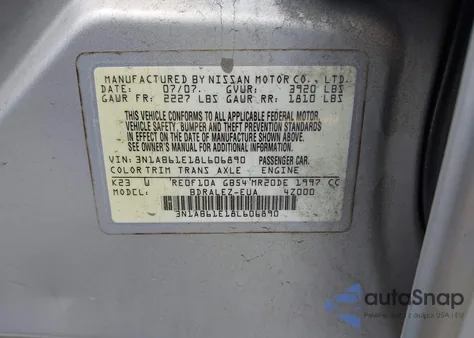 MANUFACTURED BY NISSAN MOTOR CO., LTD.
DATE: 07/07. GVWR: 3920 LBS
GAWR FR: 2227 LBS GAWR RR: 1810 LBS
THIS VEHICLE CONFORMS TO ALL APPLICABLE FEDERAL MOTOR
VEHICLE SAFETY, BUMPER AND THEFT PREVENTION STANDARDS
IN EFFECT ON THE DATE OF MANUFACTURE SHOWN ABOVE.
SEE OWNER'S MANUAL FOR ADDITIONAL INFORMATION
VIN: 3N1AB61E18L606890 PASSENGER CAR
COLOR TRIM TRANS AXLE ENGINE
K23 W RE0F10A GB54 MR20DE 1997 CC
MODEL: BDRALEZ-EUA 4Z000
3N1AB61E18L606890
autoSnap